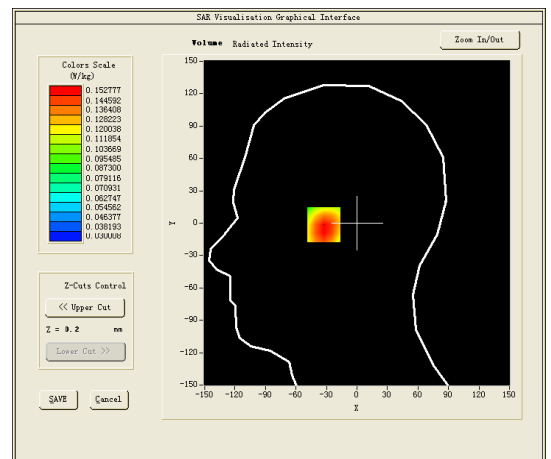 SAR Visualisation Graphical Interface
Volume Radiated Intensity
Zoom In/Out
Colors Scale
(W/kg)
0.152777
0.144592
0.136408
0.128223
0.120038
0.111854
0.103669
0.095485
0.087300
0.079116
0.070931
0.062747
0.054562
0.046377
0.038193
0.030008
Z-Cuts Control
<< Upper Cut
Z = 0.2 mm
Lower Cut >>
SAVE
Cancel
150
120
90
60
30
0
-30
-60
-90
-120
-150
Y
-150 -120 -90 -60 -30 0 30 60 90 120 150
X